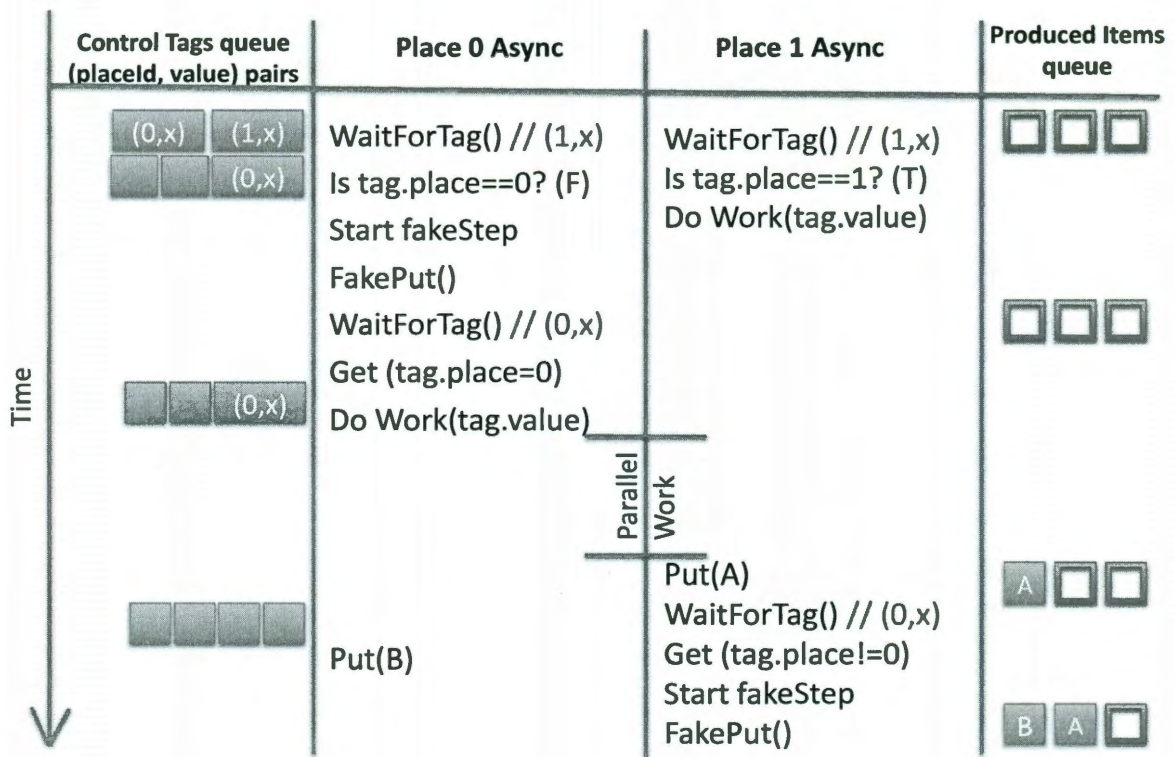 Control Tags queue
(placeId, value) pairs
Place 0 Async
Place 1 Async
Produced Items
queue
Time
(0,x) (1,x)
(0,x)
(0,x)
WaitForTag() // (1,x)
Is tag.place==0? (F)
Start fakeStep
FakePut()
WaitForTag() // (0,x)
Get (tag.place=0)
Do Work(tag.value)
Put(B)
Parallel
Work
WaitForTag() // (1,x)
Is tag.place==1? (T)
Do Work(tag.value)
Put(A)
WaitForTag() // (0,x)
Get (tag.place!=0)
Start fakeStep
FakePut()
A
B A